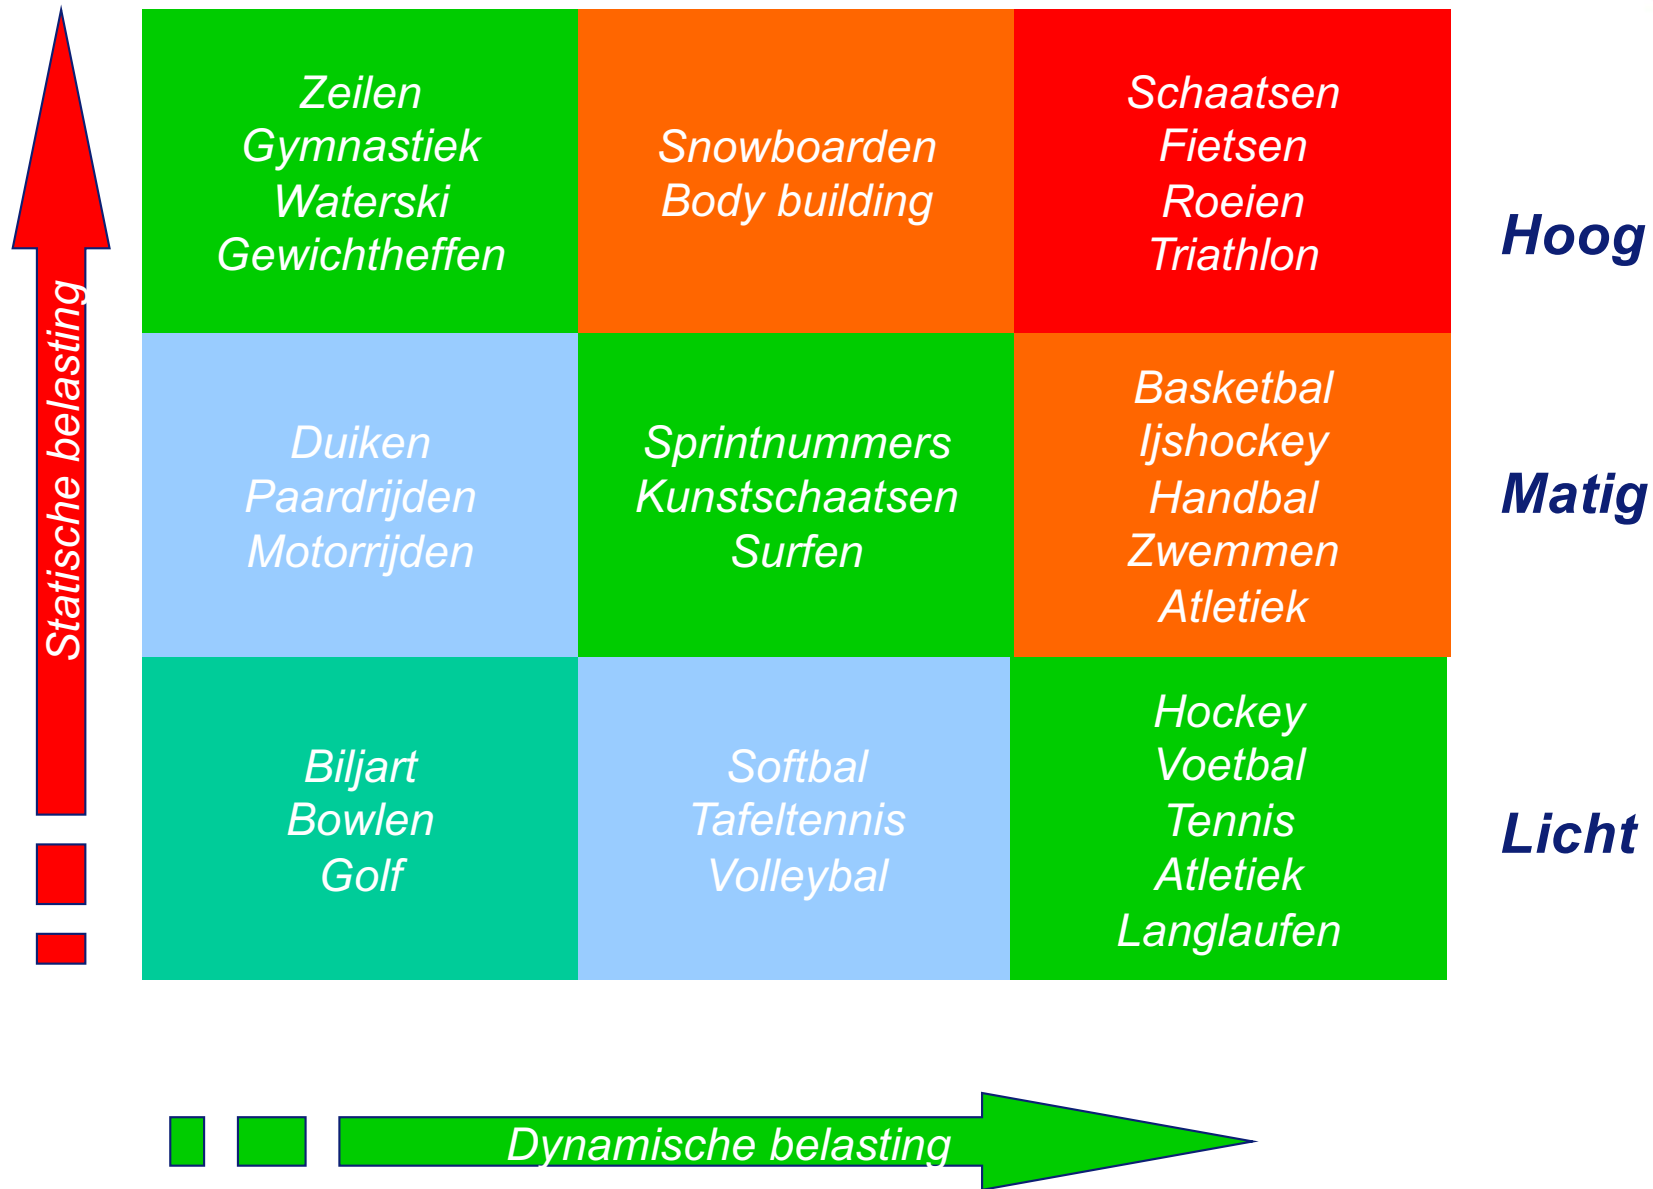 Zeilen
Gymnastiek
Waterski
Gewichtheffen
Snowboarden
Body building
Schaatsen
Fietsen
Roeien
Triathlon
Hoog
Statische belasting
Duiken
Paardrijden
Motorrijden
Sprintnummers
Kunstschaatsen
Surfen
Basketbal
Ijshockey
Handbal
Zwemmen
Atletiek
Matig
Biljart
Bowlen
Golf
Softbal
Tafeltennis
Volleybal
Hockey
Voetbal
Tennis
Atletiek
Langlaufen
Licht
Dynamische belasting